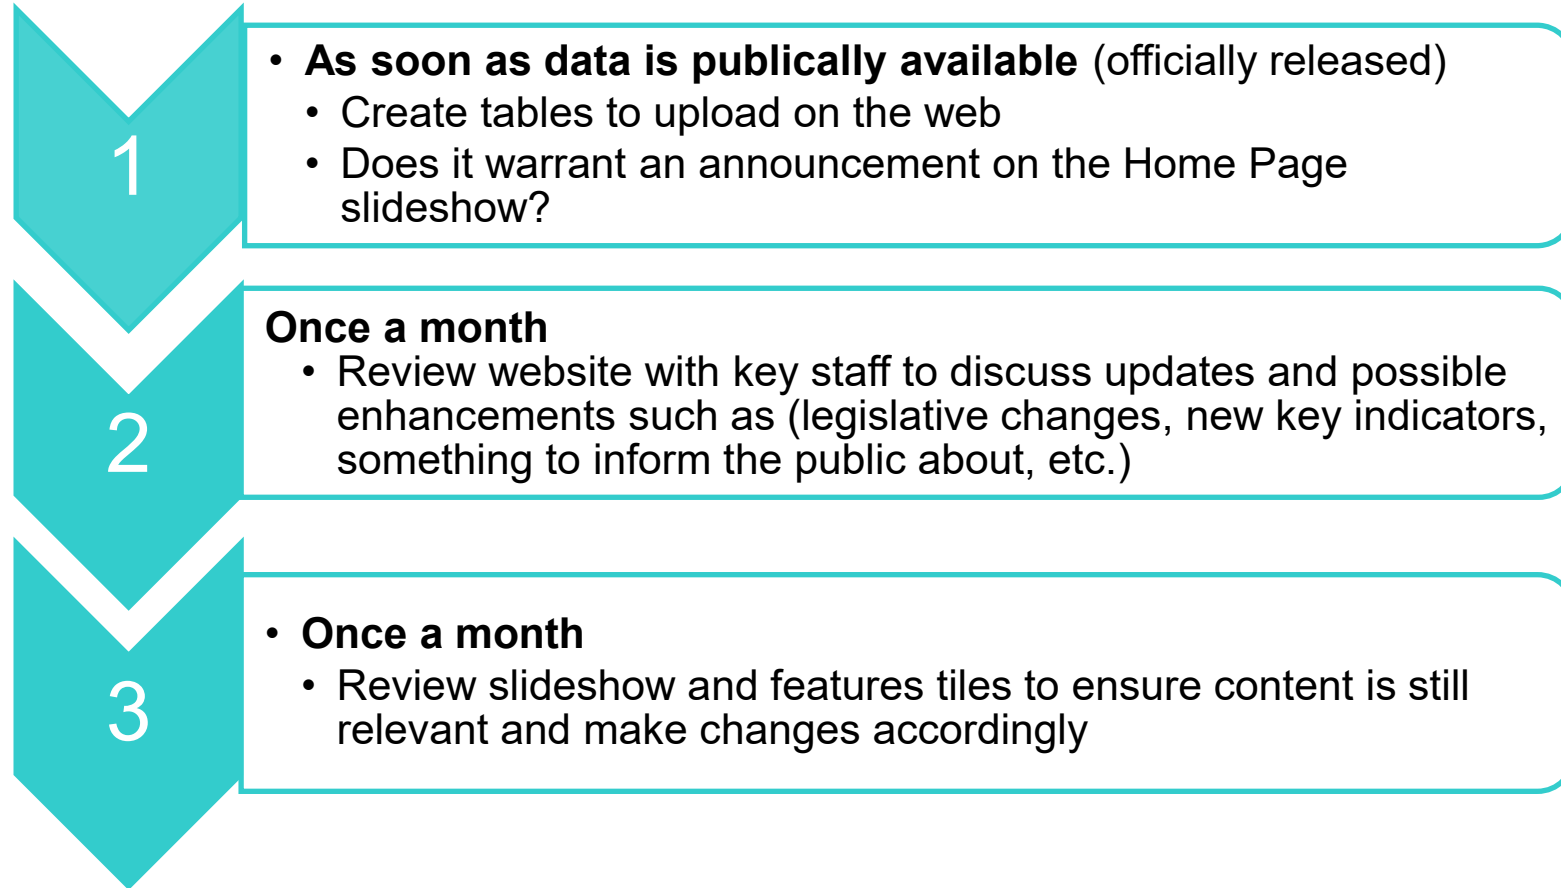 1
• As soon as data is publically available (officially released)
• Create tables to upload on the web
• Does it warrant an announcement on the Home Page
slideshow?
2
Once a month
• Review website with key staff to discuss updates and possible
enhancements such as (legislative changes, new key indicators,
something to inform the public about, etc.)
3
• Once a month
• Review slideshow and features tiles to ensure content is still
relevant and make changes accordingly